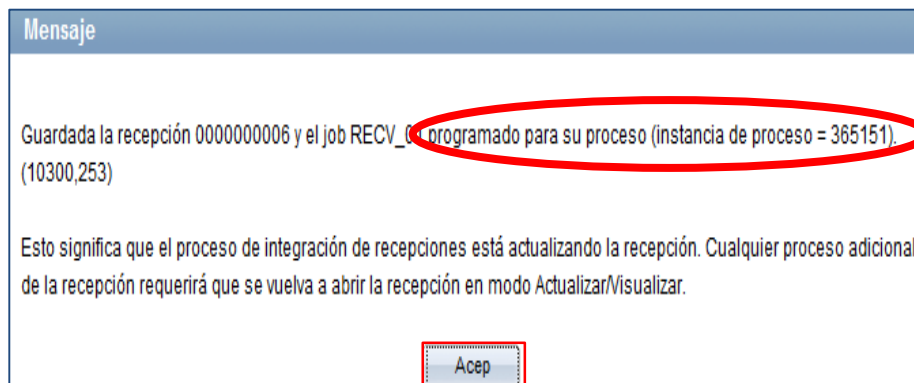 Mensaje
Guardada la recepción 0000000006 y el job RECV_0 programado para su proceso (instancia de proceso = 365151).
(10300,253)
Esto significa que el proceso de integración de recepciones está actualizando la recepción. Cualquier proceso adicional
de la recepción requerirá que se vuelva a abrir la recepción en modo Actualizar/Visualizar.
Acep